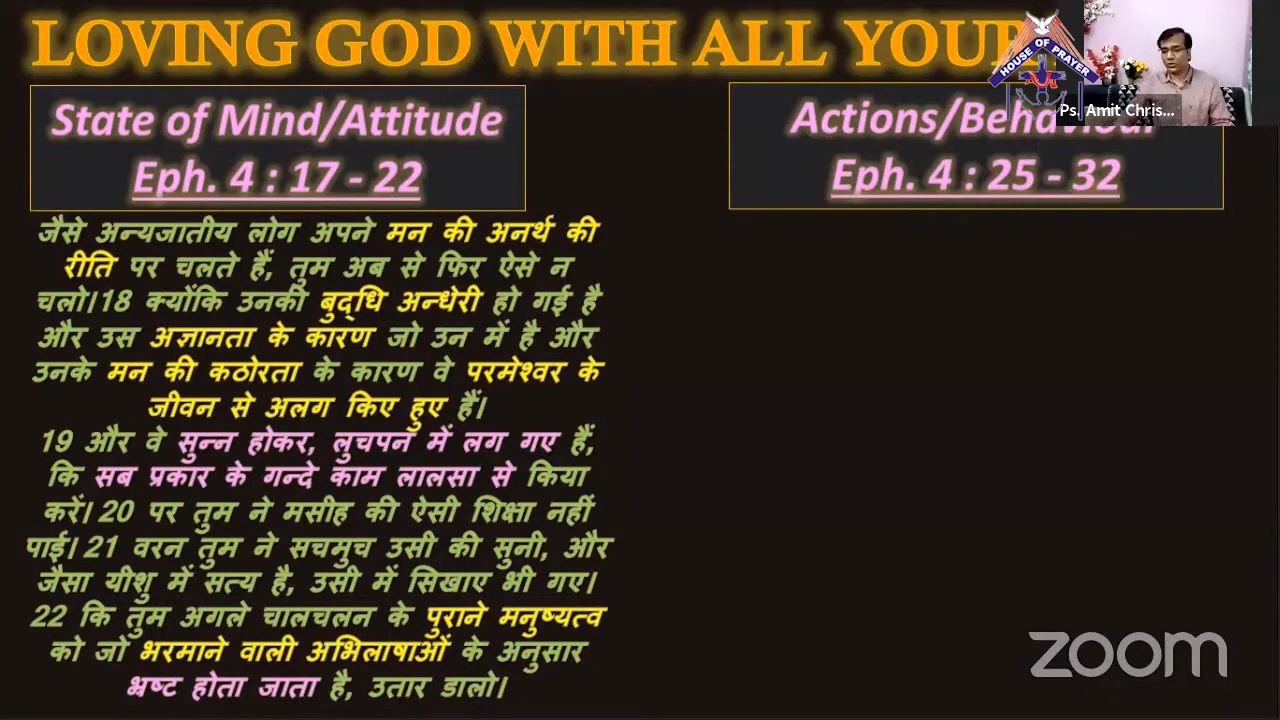 LOVING GOD WITH ALL YOUR
HOUSE OF PRAYER
Ps. Amit Chris...
State of Mind/Attitude
Eph. 4 : 17 - 22
Actions/Behaviour
Eph. 4 : 25 - 32
जैसे अन्यजातीय लोग अपने मन की अनर्थ की
रीति पर चलते हैं, तुम अब से फिर ऐसे न
चलो।18 क्योंकि उनकी बुद्धि अन्धेरी हो गई है
और उस अज्ञानता के कारण जो उन में है और
उनके मन की कठोरता के कारण वे परमेश्वर के
जीवन से अलग किए हुए हैं।
19 और वे सुन्न होकर, लुचपन में लग गए हैं,
कि सब प्रकार के गन्दे काम लालसा से किया
करें। 20 पर तुम ने मसीह की ऐसी शिक्षा नहीं
पाई। 21 वरन तुम ने सचमुच उसी की सुनी, और
जैसा यीशु में सत्य है, उसी में सिखाए भी गए।
22 कि तुम अगले चालचलन के पुराने मनुष्यत्व
को जो भरमाने वाली अभिलाषाओं के अनुसार
भ्रष्ट होता जाता है, उतार डालो।
zoom